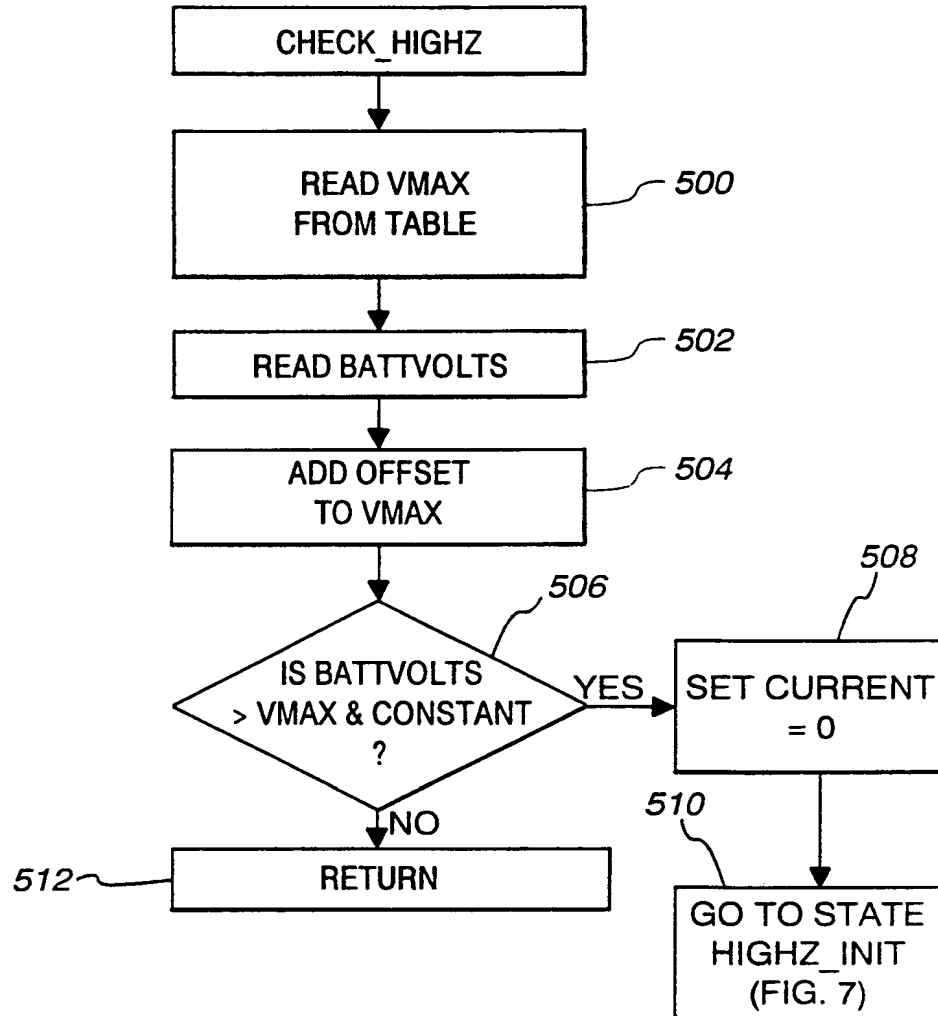 CHECK_HIGHZ
READ VMAX
FROM TABLE
500
READ BATTVOLTS
502
ADD OFFSET
TO VMAX
504
506
IS BATTVOLTS
> VMAX & CONSTANT
?
YES
508
SET CURRENT
= 0
NO
512
RETURN
510
GO TO STATE
HIGHZ_INIT
(FIG. 7)